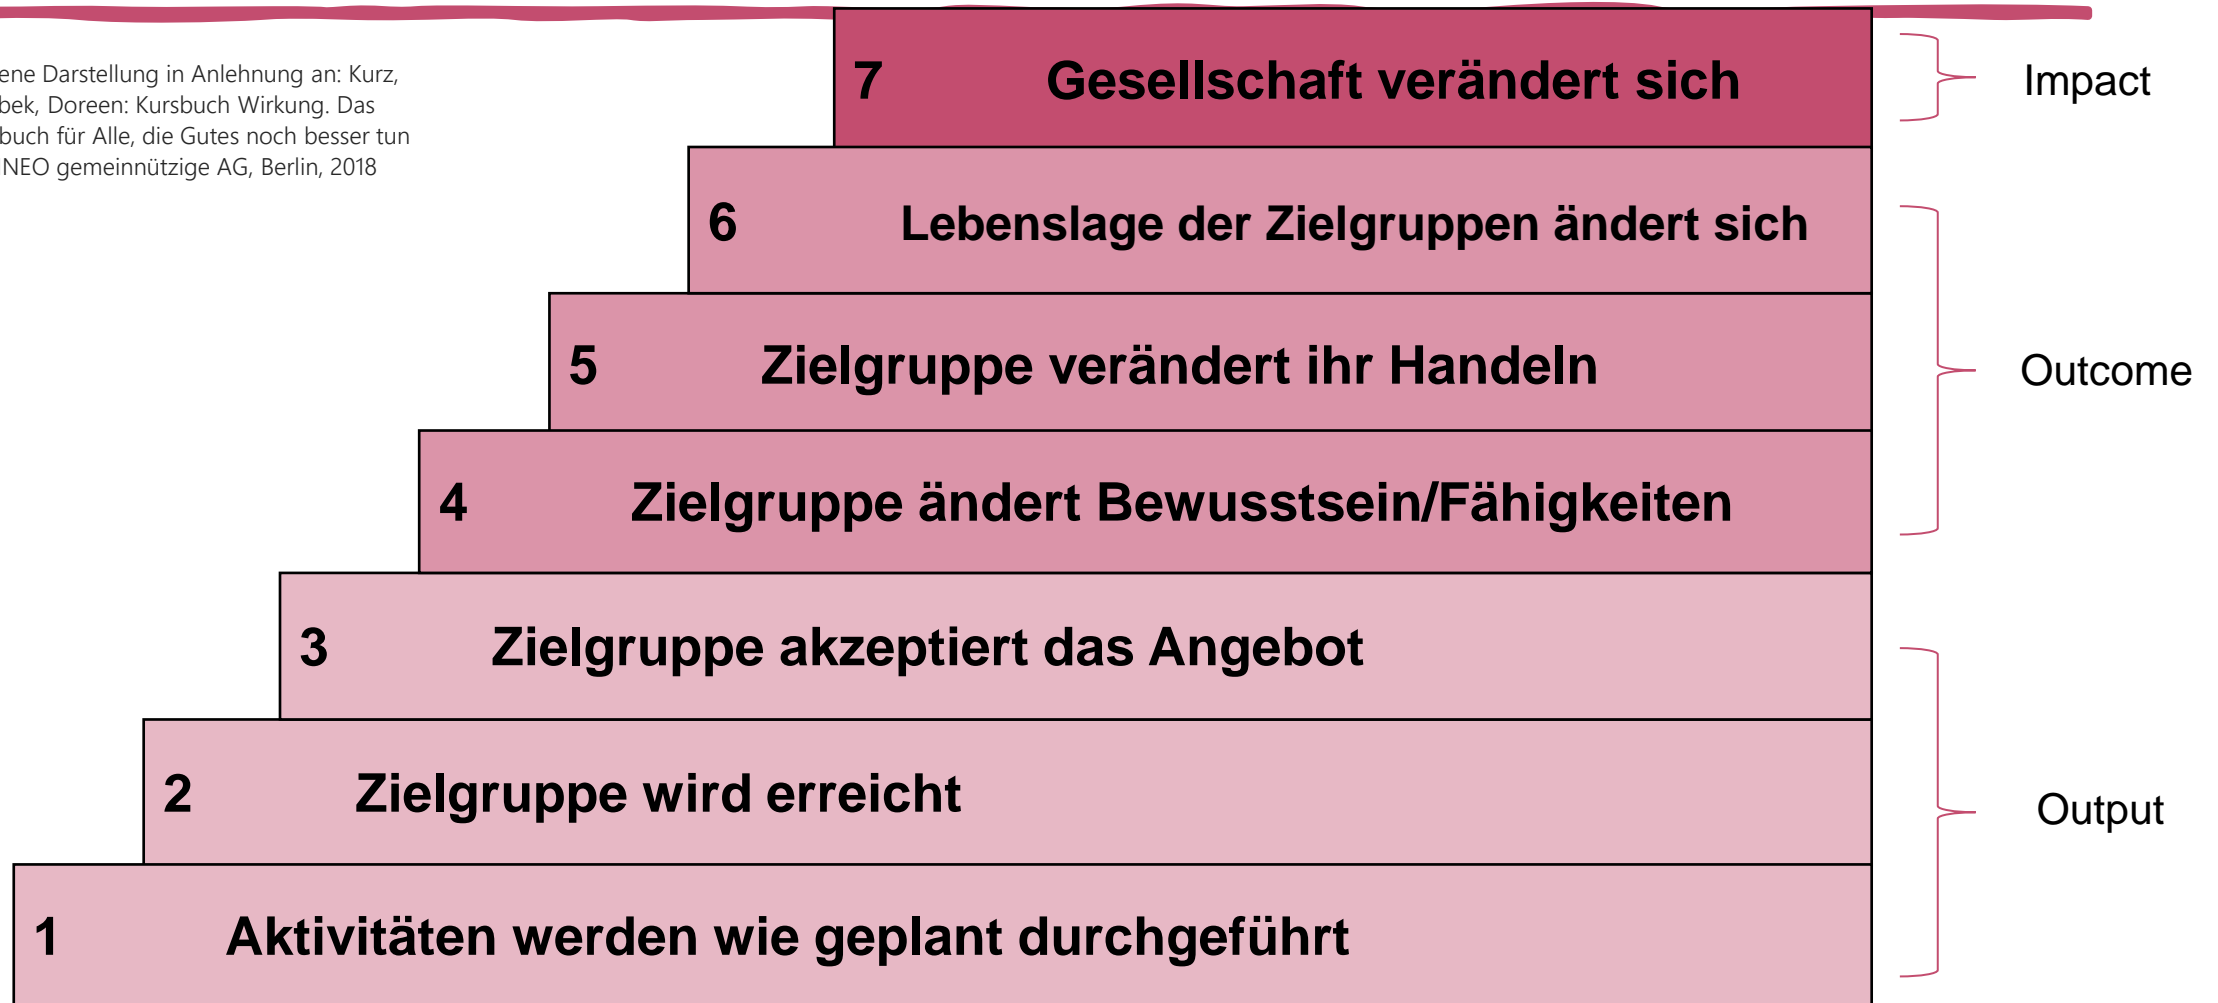 ene Darstellung in Anlehnung an: Kurz,
bek, Doreen: Kursbuch Wirkung. Das
buch für Alle, die Gutes noch besser tun
NEO gemeinnützige AG, Berlin, 2018
7 Gesellschaft verändert sich
Impact
6 Lebenslage der Zielgruppen ändert sich
5 Zielgruppe verändert ihr Handeln
Outcome
4 Zielgruppe ändert Bewusstsein/Fähigkeiten
3 Zielgruppe akzeptiert das Angebot
2 Zielgruppe wird erreicht
Output
1 Aktivitäten werden wie geplant durchgeführt